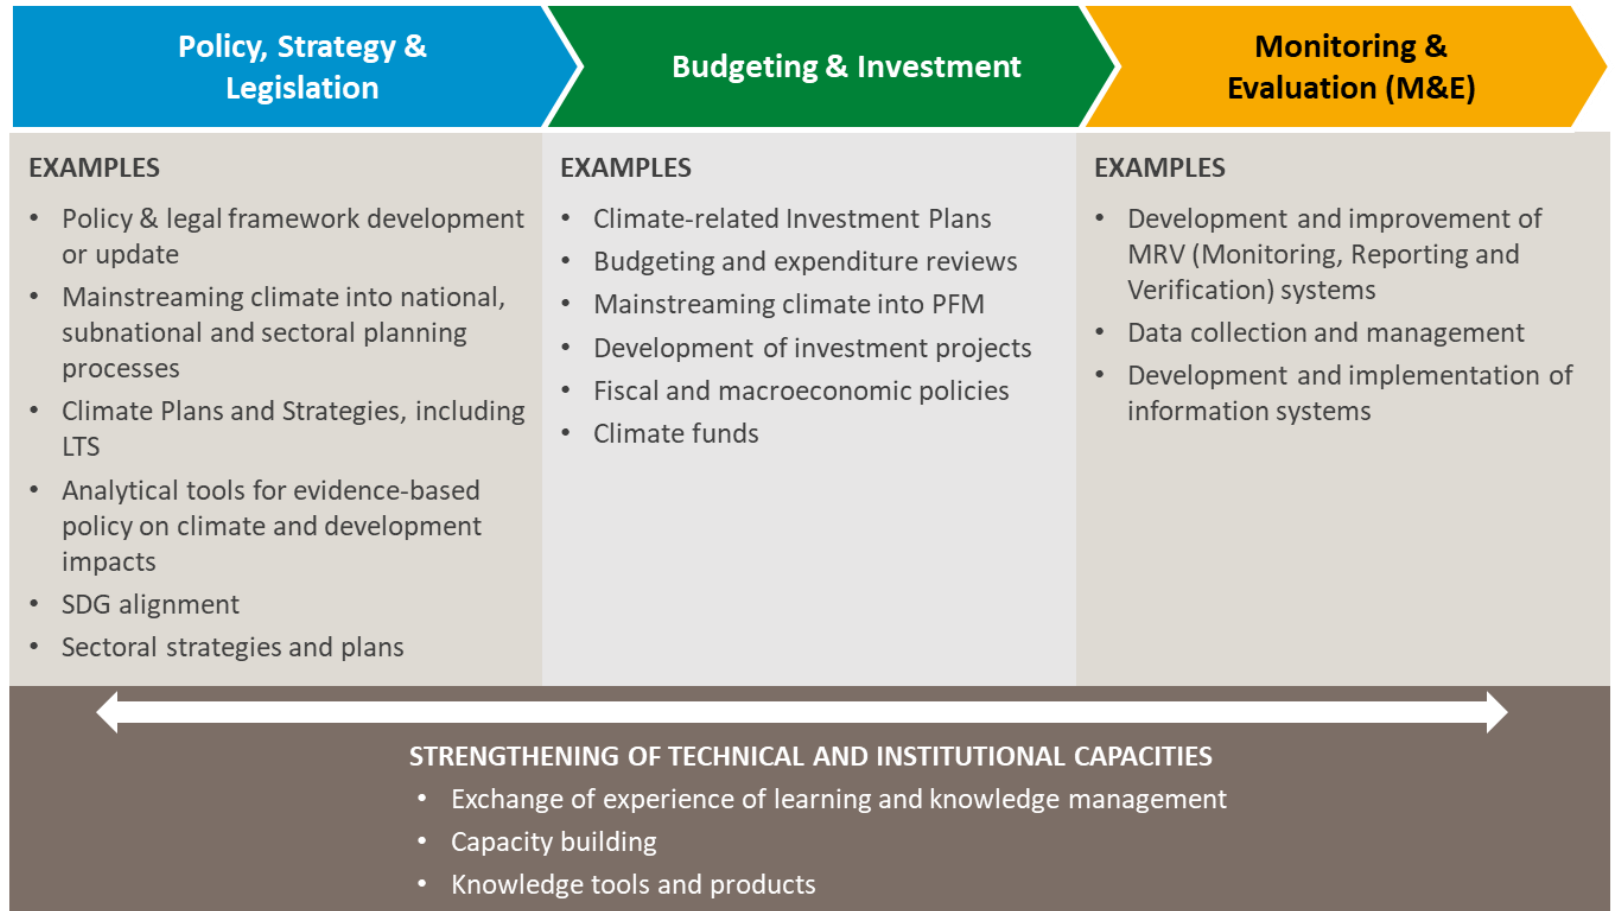 Policy, Strategy &
Legislation
Budgeting & Investment
Monitoring &
Evaluation (M&E)
EXAMPLES
• Policy & legal framework development
or update
• Mainstreaming climate into national,
subnational and sectoral planning
processes
• Climate Plans and Strategies, including
LTS
• Analytical tools for evidence-based
policy on climate and development
impacts
• SDG alignment
• Sectoral strategies and plans
EXAMPLES
• Climate-related Investment Plans
• Budgeting and expenditure reviews
• Mainstreaming climate into PFM
• Development of investment projects
• Fiscal and macroeconomic policies
• Climate funds
EXAMPLES
• Development and improvement of
MRV (Monitoring, Reporting and
Verification) systems
• Data collection and management
• Development and implementation of
information systems
STRENGTHENING OF TECHNICAL AND INSTITUTIONAL CAPACITIES
• Exchange of experience of learning and knowledge management
• Capacity building
• Knowledge tools and products